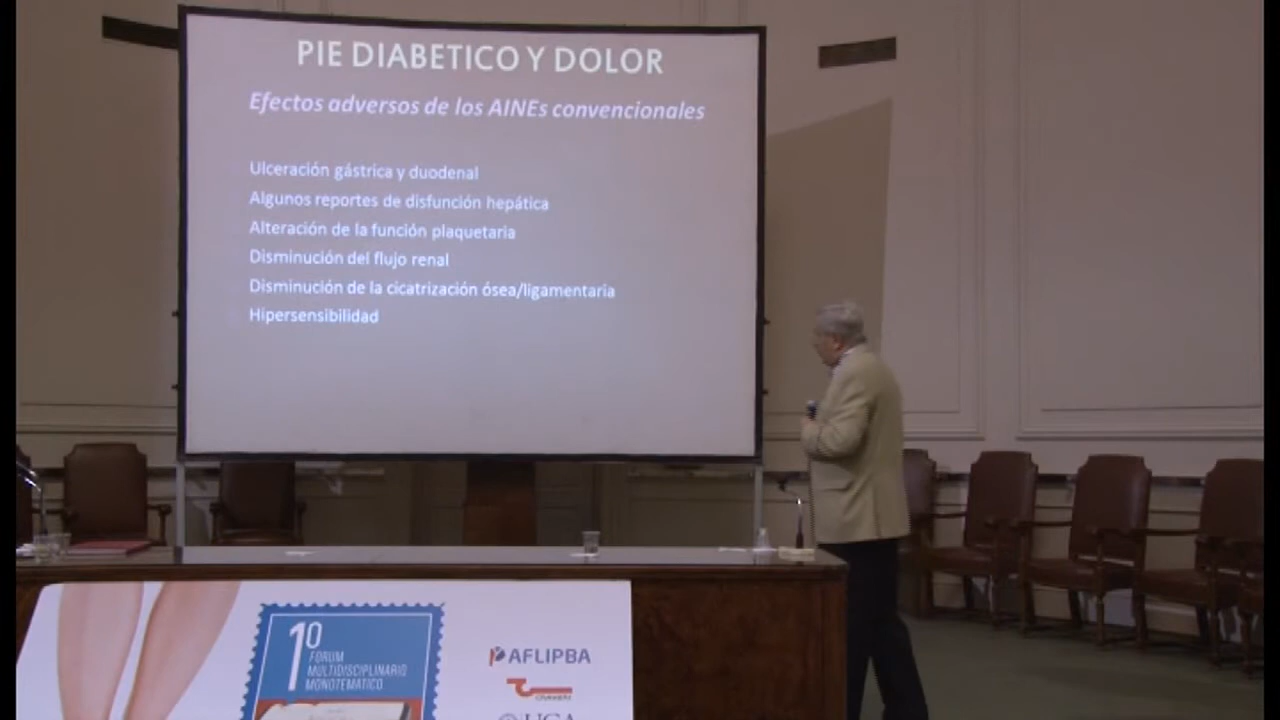 PIE DIABETICO Y DOLOR
Efectos adversos de los AINEs convencionales
Ulceración gástrica y duodenal
Algunos reportes de disfunción hepática
Alteración de la función plaquetaria
Disminución del flujo renal
Disminución de la cicatrización ósea/ligamentaria
Hipersensibilidad
1º
FORUM
MULTIDISCIPLINARIO
MONOTEMATICO
AFLIPBA